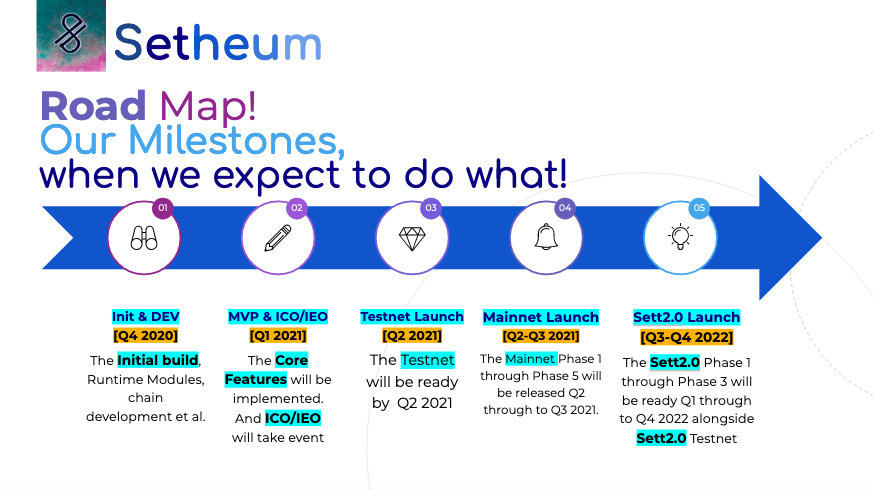 Setheum
Road Map!
Our Milestones,
when we expect to do what!
01
02
03
04
05
Init & DEV
[Q4 2020]
The Initial build,
Runtime Modules,
chain
development et al.
MVP & ICO/IEO
[Q1 2021]
The Core
Features will be
implemented.
And ICO/IEO
will take event
Testnet Launch
[Q2 2021]
The Testnet
will be ready
by Q2 2021
Mainnet Launch
[Q2-Q3 2021]
The Mainnet Phase 1
through Phase 5 will
be released Q2
through to Q3 2021.
Sett2.0 Launch
[Q3-Q4 2022]
The Sett2.0 Phase 1
through Phase 3 will
be ready Q1 through
to Q4 2022 alongside
Sett2.0 Testnet